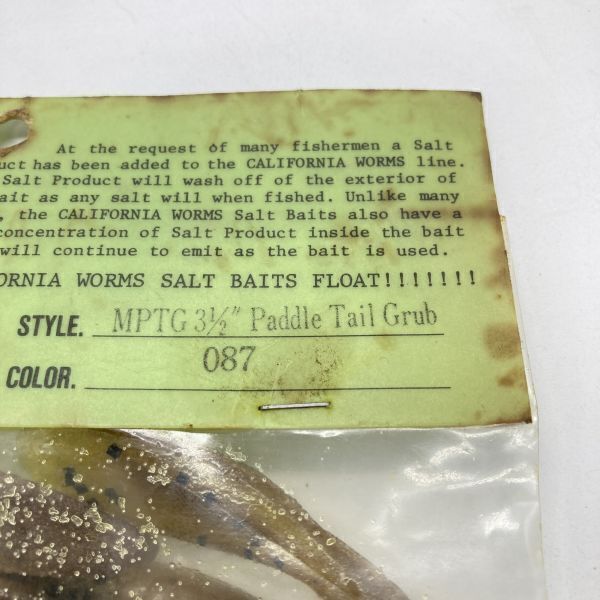 At the request of many fishermen a Salt
uct has been added to the CALIFORNIA WORMS line.
Salt Product will wash off of the exterior of
ait as any salt will when fished. Unlike many
, the CALIFORNIA WORMS Salt Baits also have a
concentration of Salt Product inside the bait
will continue to emit as the bait is used.
ORNIA WORMS SALT BAITS FLOAT!!!!!!!
STYLE. MPTG 3½" Paddle Tail Grub
COLOR. 087